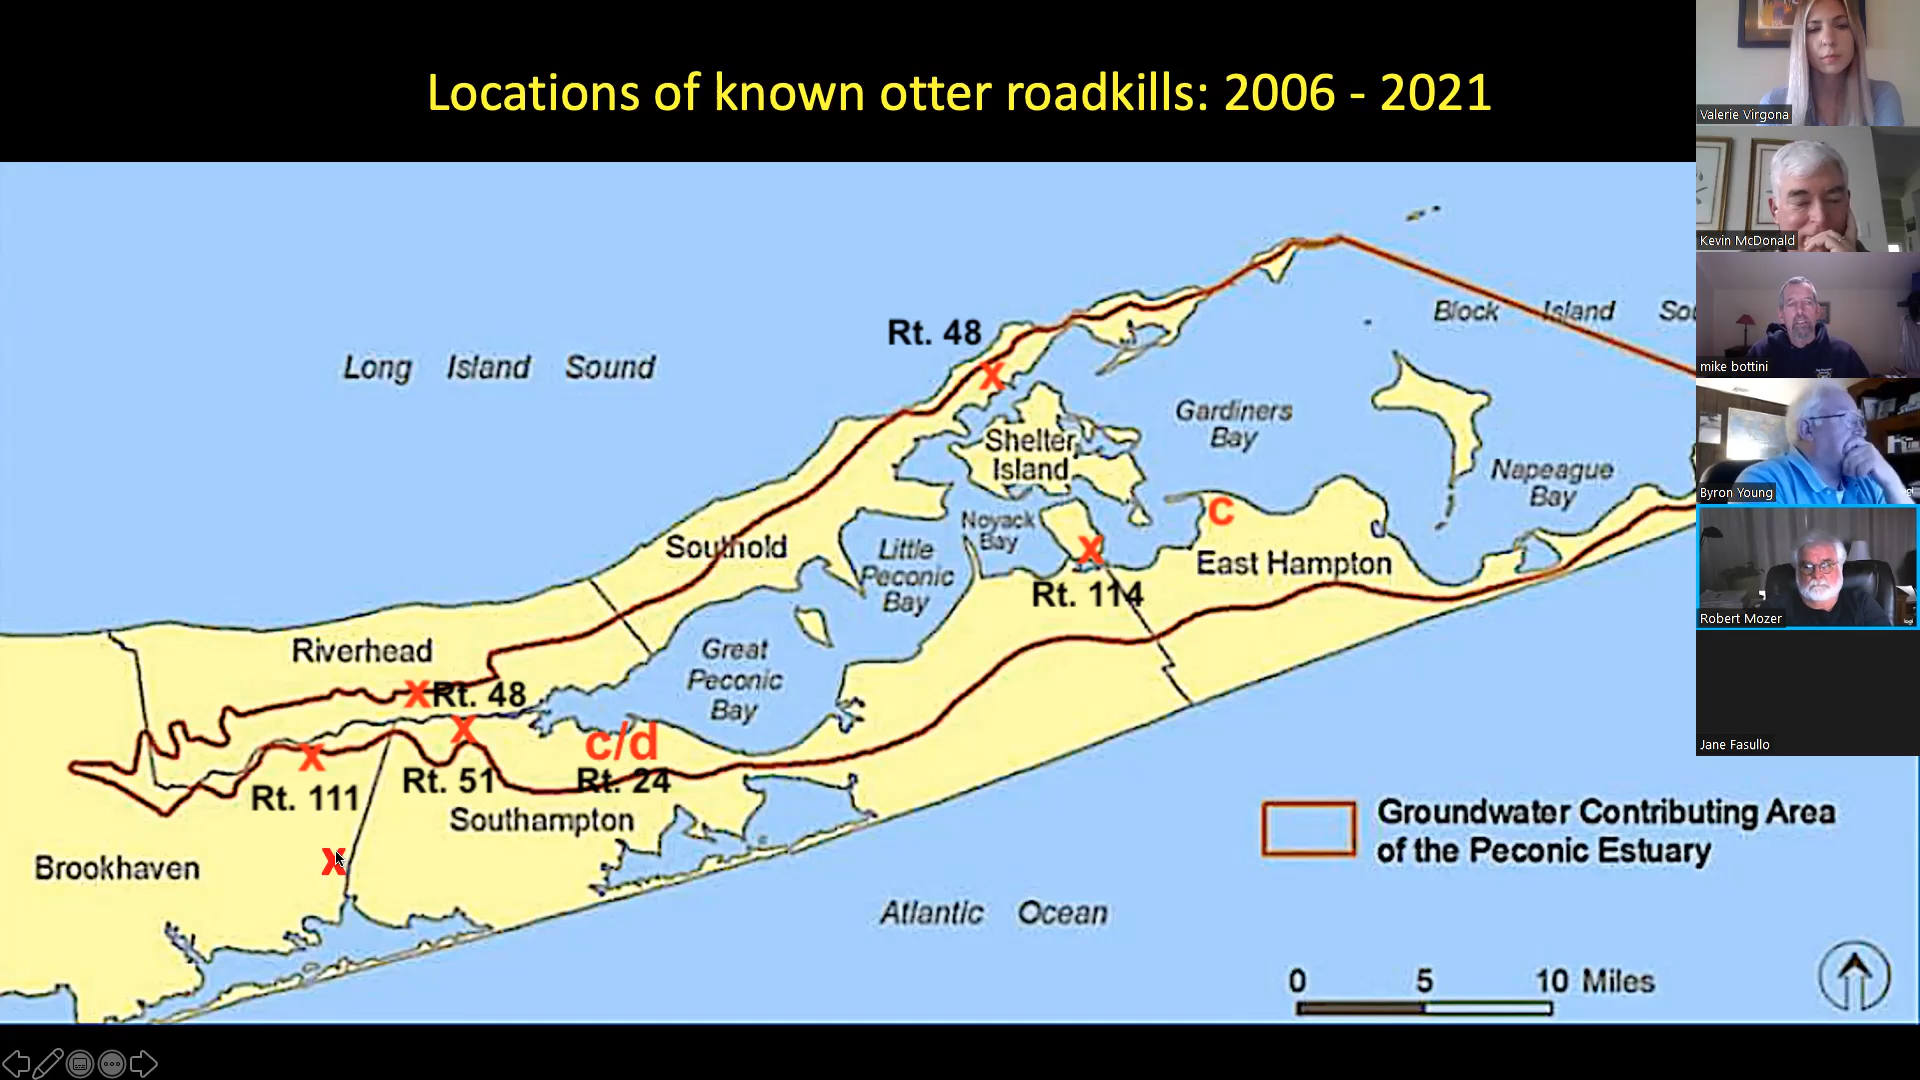 Locations of known otter roadkills: 2006 - 2021
Valerie Virgona
Kevin McDonald
mike bottini
Byron Young
Robert Mozer
Jane Fasullo
Block Island
Rt. 48
X
Long Island Sound
Gardiners
Bay
Shelter
Island
Napeague
Bay
C
Noyack
Bay
Southold
Little
Peconic
Bay
X
East Hampton
Rt. 114
Riverhead
Great
Peconic
Bay
X Rt. 48
X
c/d
X
Rt. 111
Rt. 51
Rt. 24
Southampton
Groundwater Contributing Area
of the Peconic Estuary
Brookhaven
X
Atlantic Ocean
0 5 10 Miles